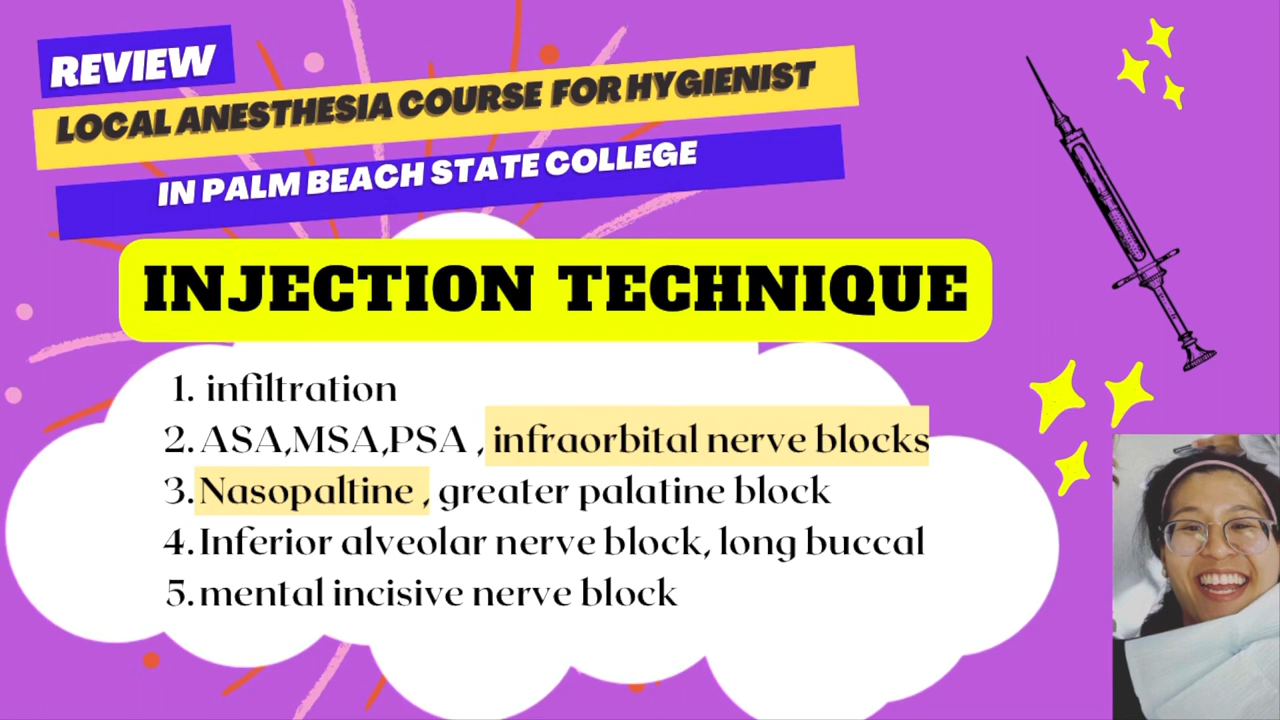 REVIEW
LOCAL ANESTHESIA COURSE FOR HYGIENIST
IN PALM BEACH STATE COLLEGE
INJECTION TECHNIQUE
1. infiltration
2. ASA,MSA,PSA , infraorbital nerve blocks
3. Nasopaltine , greater palatine block
4. Inferior alveolar nerve block, long buccal
5. mental incisive nerve block